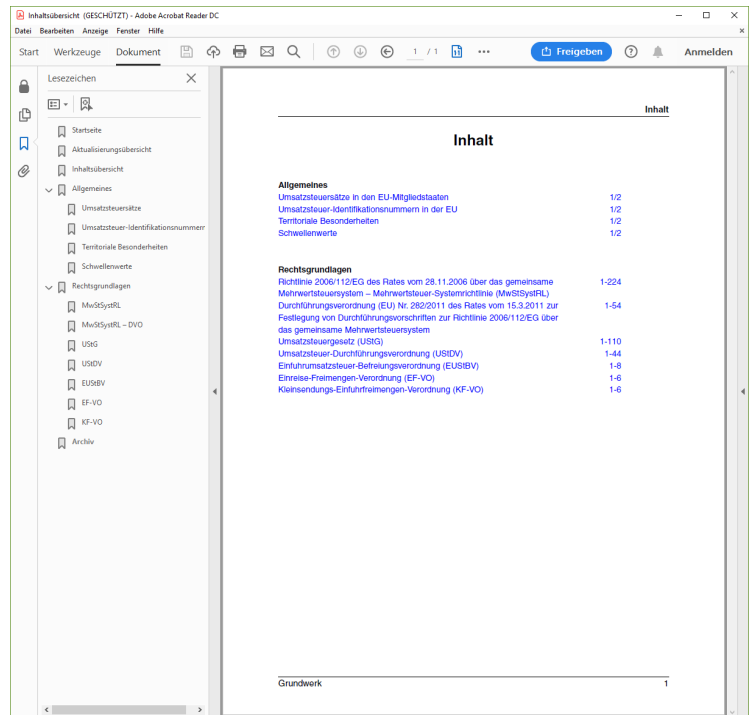 Inhaltsübersicht (GESCHÜTZT) - Adobe Acrobat Reader DC
Datei Bearbeiten Anzeige Fenster Hilfe
Start Werkzeuge Dokument 1 / 1 Freigeben Anmelden
Lesezeichen
Startseite
Aktualisierungsübersicht
Inhaltsübersicht
Allgemeines
Umsatzsteuersätze
Umsatzsteuer-Identifikationsnummern
Territoriale Besonderheiten
Schwellenwerte
Rechtsgrundlagen
MwStSystRL
MwStSystRL – DVO
UStG
UStDV
EUStBV
EF-VO
KF-VO
Archiv
Inhalt
Inhalt
Allgemeines
Umsatzsteuersätze in den EU-Mitgliedstaaten 1/2
Umsatzsteuer-Identifikationsnummern in der EU 1/2
Territoriale Besonderheiten 1/2
Schwellenwerte 1/2
Rechtsgrundlagen
Richtlinie 2006/112/EG des Rates vom 28.11.2006 über das gemeinsame 1-224
Mehrwertsteuersystem – Mehrwertsteuer-Systemrichtlinie (MwStSystRL)
Durchführungsverordnung (EU) Nr. 282/2011 des Rates vom 15.3.2011 zur 1-54
Festlegung von Durchführungsvorschriften zur Richtlinie 2006/112/EG über
das gemeinsame Mehrwertsteuersystem
Umsatzsteuergesetz (UStG) 1-110
Umsatzsteuer-Durchführungsverordnung (UStDV) 1-44
Einfuhrumsatzsteuer-Befreiungsverordnung (EUStBV) 1-8
Einreise-Freimengen-Verordnung (EF-VO) 1-6
Kleinsendungs-Einfuhrfreimengen-Verordnung (KF-VO) 1-6
Grundwerk 1